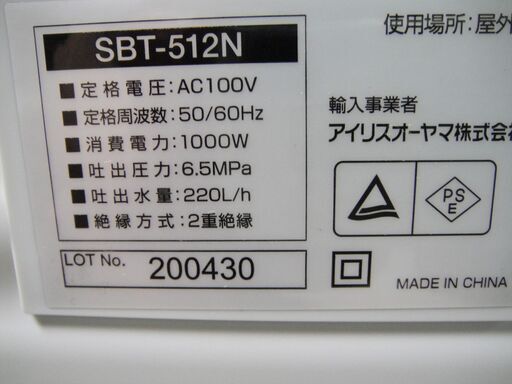 SBT-512N
■定格電圧:AC100V
■定格周波数:50/60Hz
■消費電力:1000W
■吐出圧力:6.5MPa
■吐出水量:220L/h
■絶縁方式:2重絶縁
LOT No. 200430
使用場所:屋外
輸入事業者
アイリスオーヤマ株式会
PS
E
MADE IN CHINA